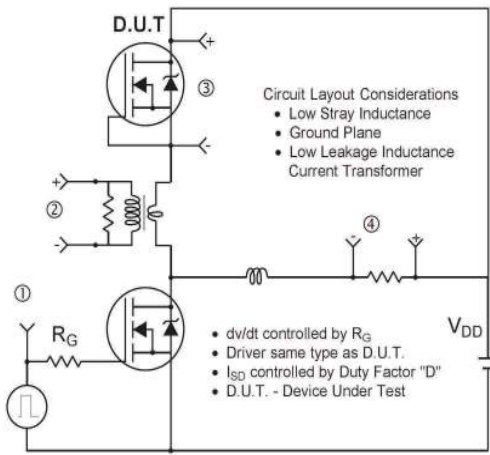 D.U.T
+
③
-
Circuit Layout Considerations
• Low Stray Inductance
• Ground Plane
• Low Leakage Inductance
Current Transformer
+
②
-
④
- +
①
RG
VDD
• dv/dt controlled by RG
• Driver same type as D.U.T.
• ISD controlled by Duty Factor "D"
• D.U.T. - Device Under Test